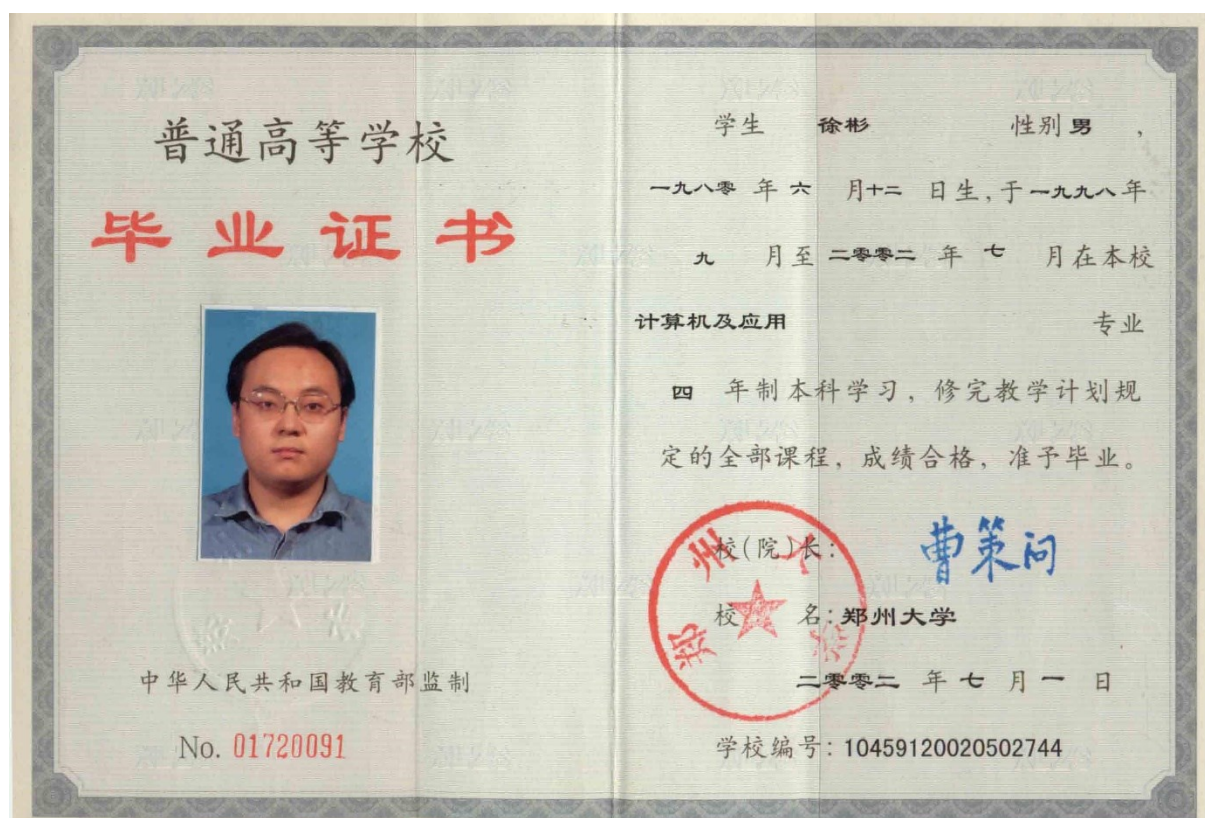 普通高等学校
毕业证书
中华人民共和国教育部监制
No. 01720091
学生 徐彬 性别 男 ,
一九八零 年 六 月 十二 日生,于 一九九八 年
九 月至 二零零二 年 七 月在本校
计算机及应用 专业
四 年制本科学习, 修完教学计划规
定的全部课程, 成绩合格, 准予毕业。
校(院)长: 曹策问
校 名: 郑州大学
二零零二 年 七 月 一 日
学校编号: 10459120020502744
郑州大学